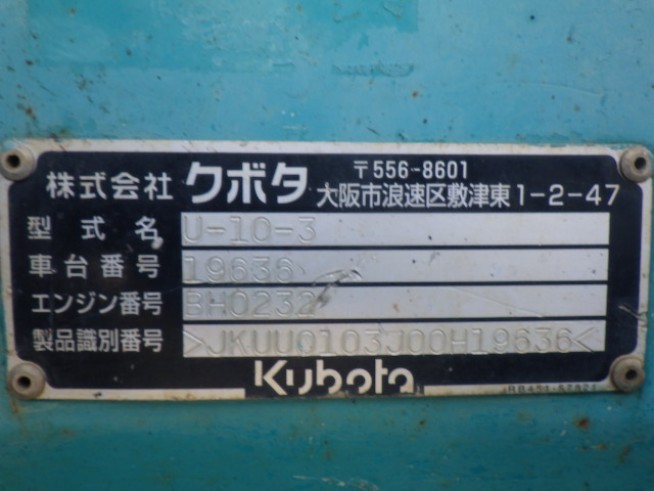 株式会社 クボタ 〒556-8601
大阪市浪速区敷津東1-2-47
型式名 U-10-3
車台番号 19636
エンジン番号 BH0232
製品識別番号 >JKUU0103J00H19636<
Kubota